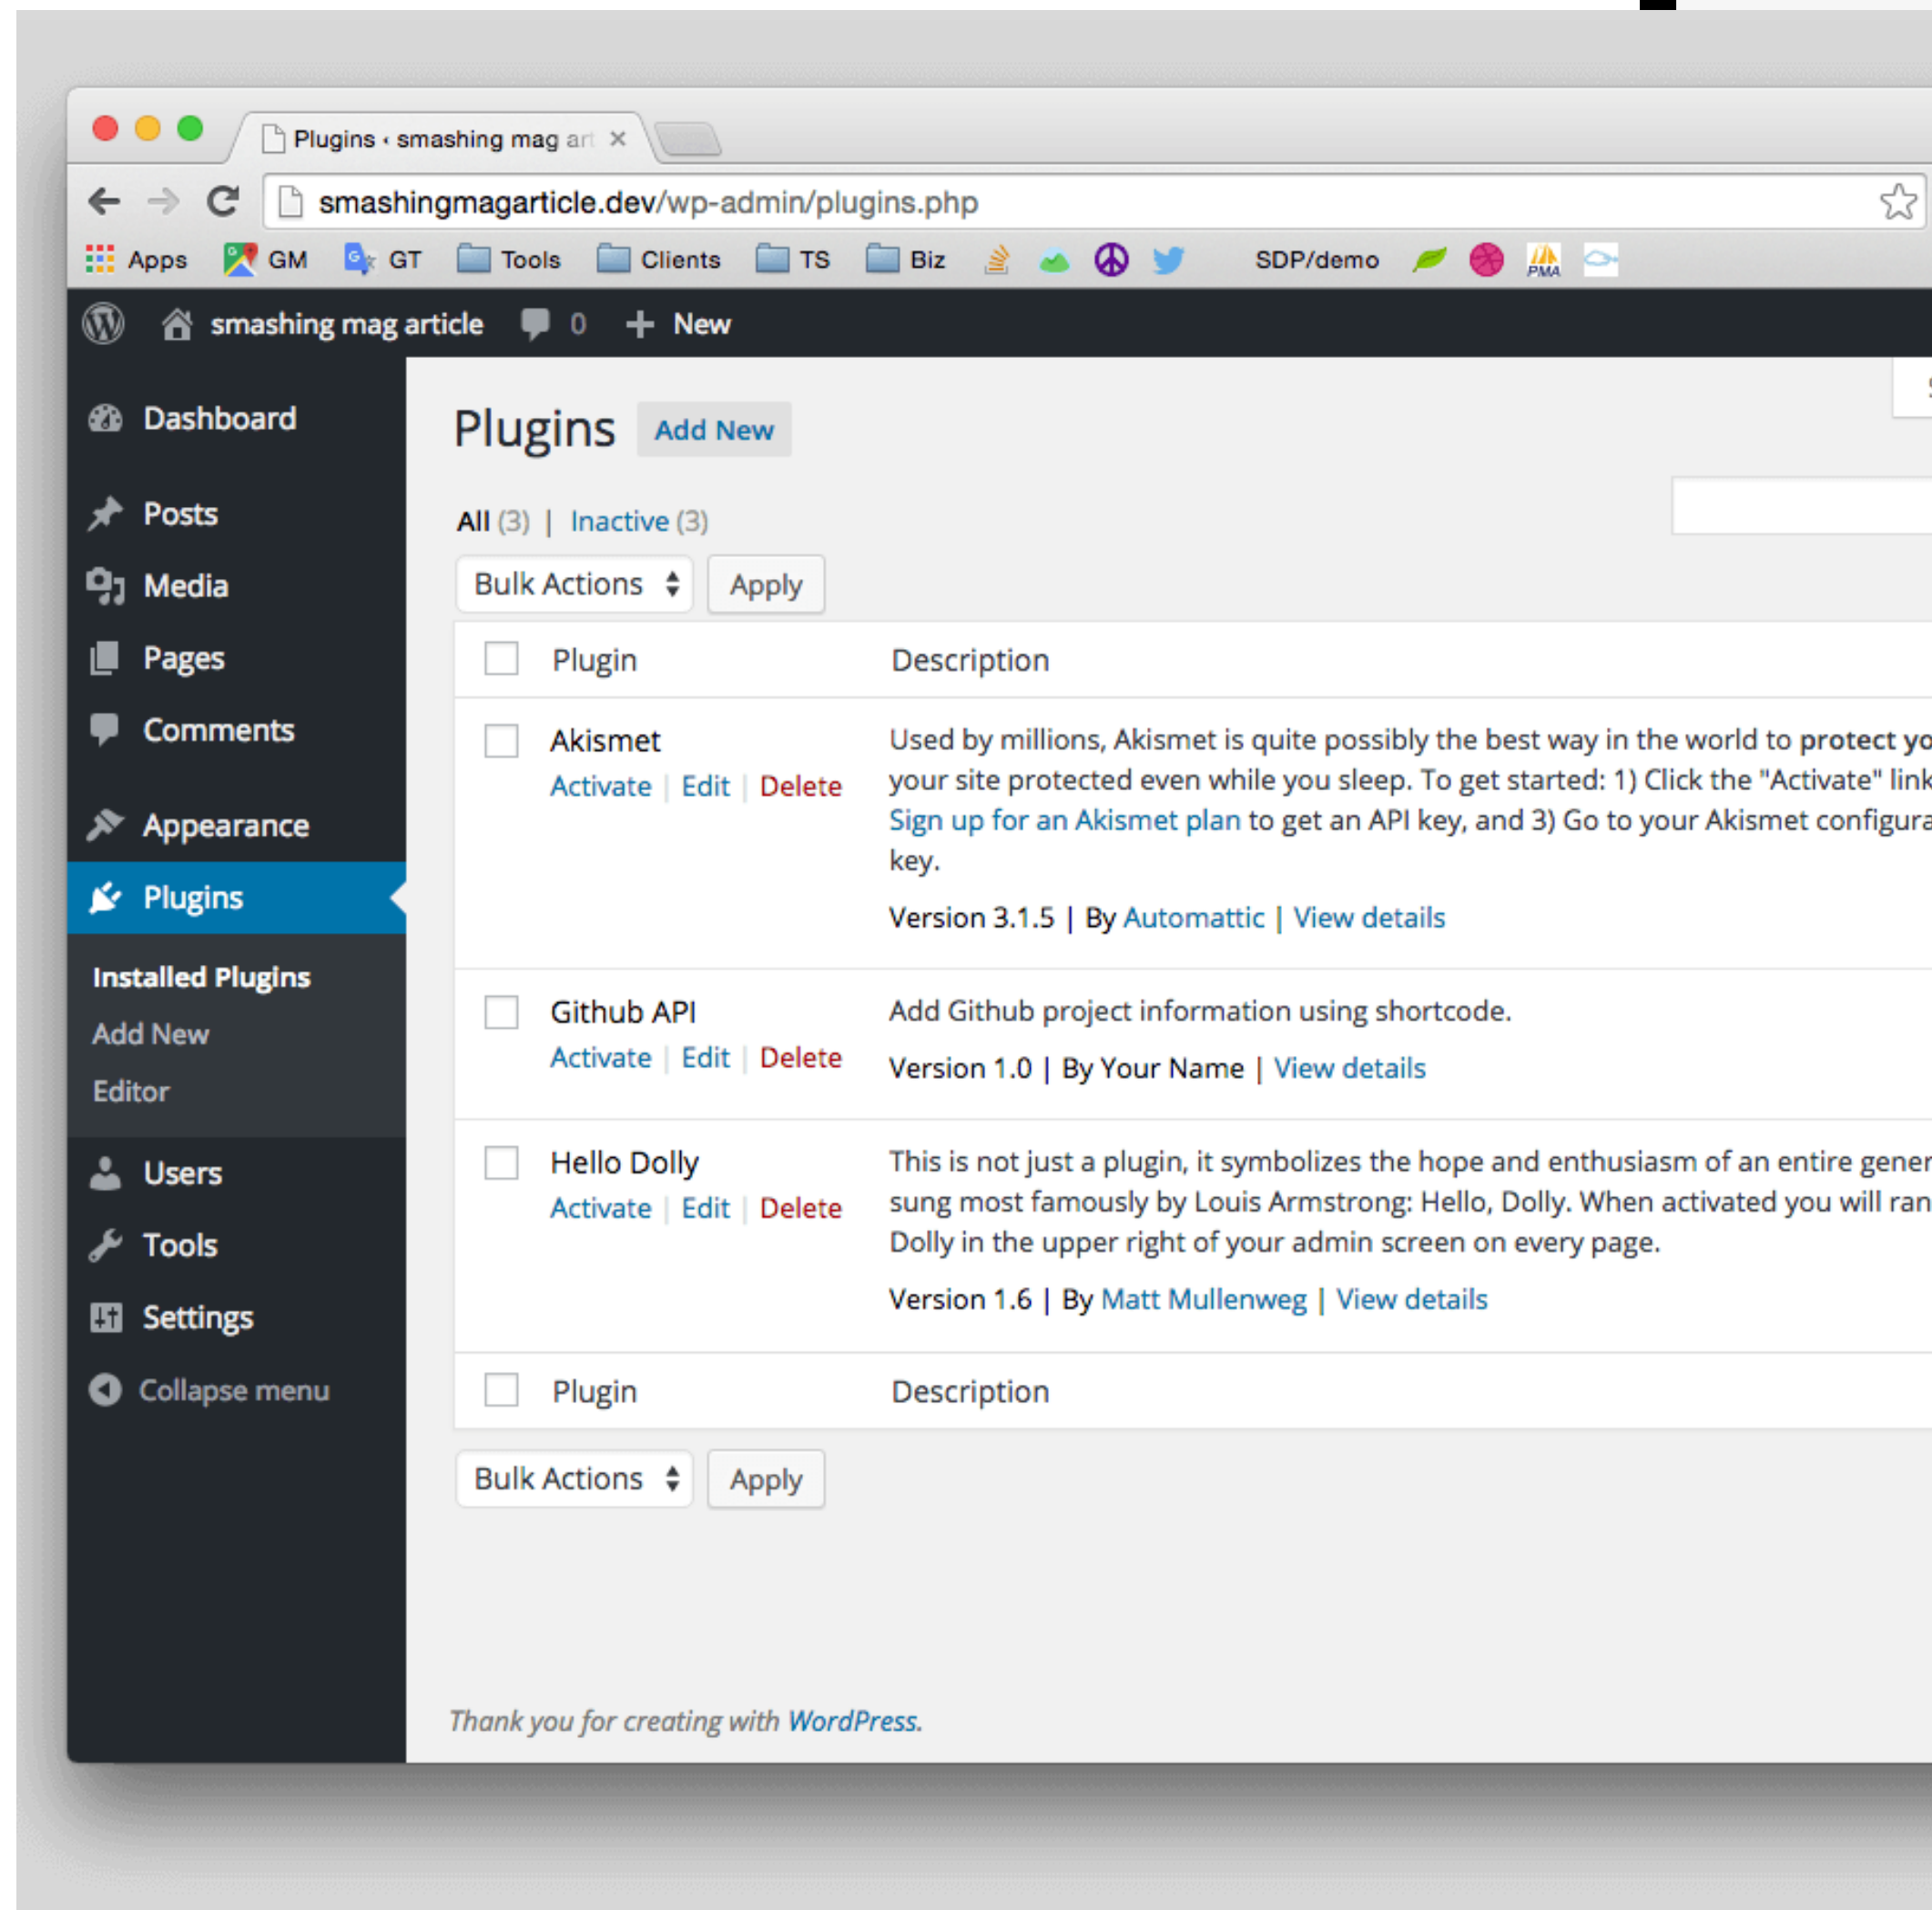 Plugins ‹ smashing mag art
smashingmagarticle.dev/wp-admin/plugins.php
Apps GM GT Tools Clients TS Biz SDP/demo PMA
smashing mag article 0 New
Dashboard
Posts
Media
Pages
Comments
Appearance
Plugins
Installed Plugins
Add New
Editor
Users
Tools
Settings
Collapse menu
Plugins Add New
All (3) | Inactive (3)
Bulk Actions Apply
Plugin Description
Akismet
Activate | Edit | Delete
Used by millions, Akismet is quite possibly the best way in the world to protect yo
your site protected even while you sleep. To get started: 1) Click the "Activate" link
Sign up for an Akismet plan to get an API key, and 3) Go to your Akismet configura
key.
Version 3.1.5 | By Automattic | View details
Github API
Activate | Edit | Delete
Add Github project information using shortcode.
Version 1.0 | By Your Name | View details
Hello Dolly
Activate | Edit | Delete
This is not just a plugin, it symbolizes the hope and enthusiasm of an entire gener
sung most famously by Louis Armstrong: Hello, Dolly. When activated you will ran
Dolly in the upper right of your admin screen on every page.
Version 1.6 | By Matt Mullenweg | View details
Plugin Description
Bulk Actions Apply
Thank you for creating with WordPress.